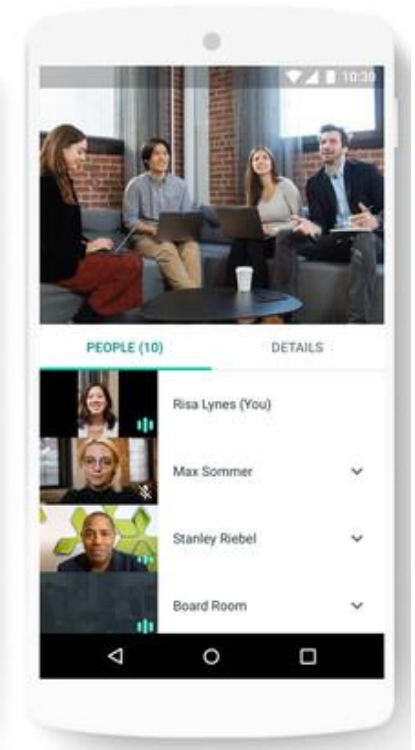 10:30
PEOPLE (10)
DETAILS
Risa Lynes (You)
Max Sommer
Stanley Riebel
Board Room